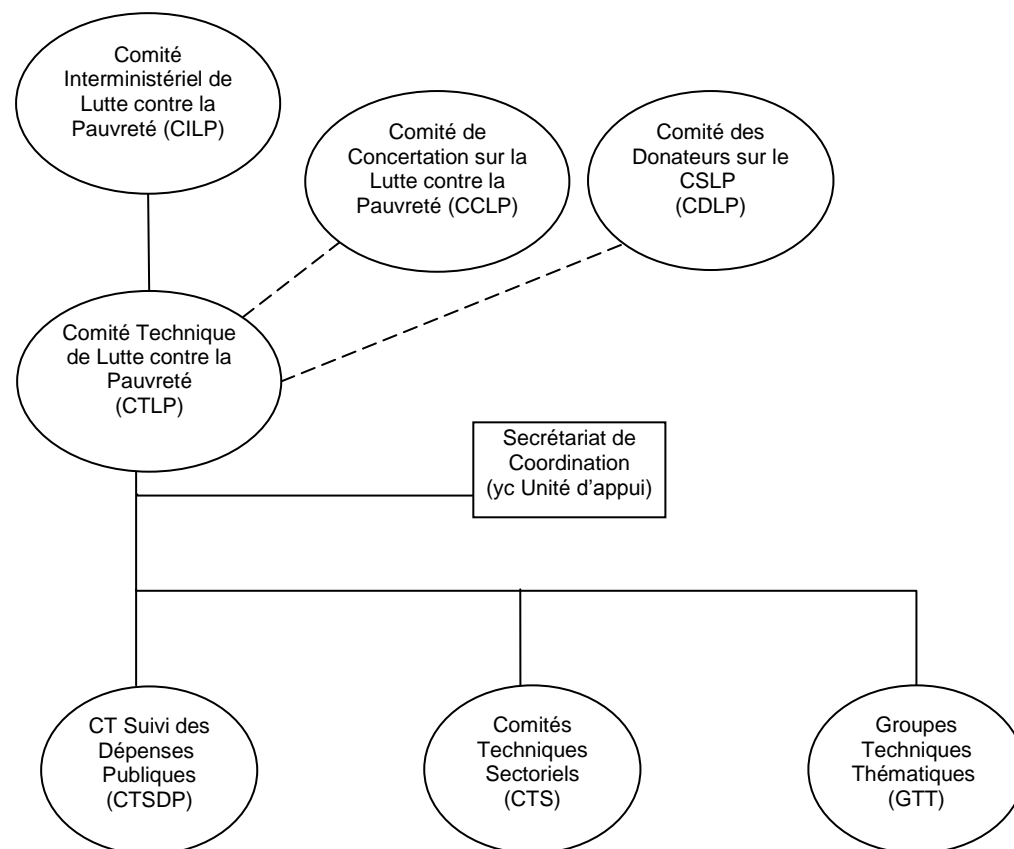 Comité
Interministériel de
Lutte contre la
Pauvreté (CILP)
Comité de
Concertation sur la
Lutte contre la
Pauvreté (CCLP)
Comité des
Donateurs sur le
CSLP
(CDLP)
Comité Technique
de Lutte contre la
Pauvreté
(CTLP)
Secrétariat de
Coordination
(yc Unité d’appui)
CT Suivi des
Dépenses
Publiques
(CTSDP)
Comités
Techniques
Sectoriels
(CTS)
Groupes
Techniques
Thématiques
(GTT)